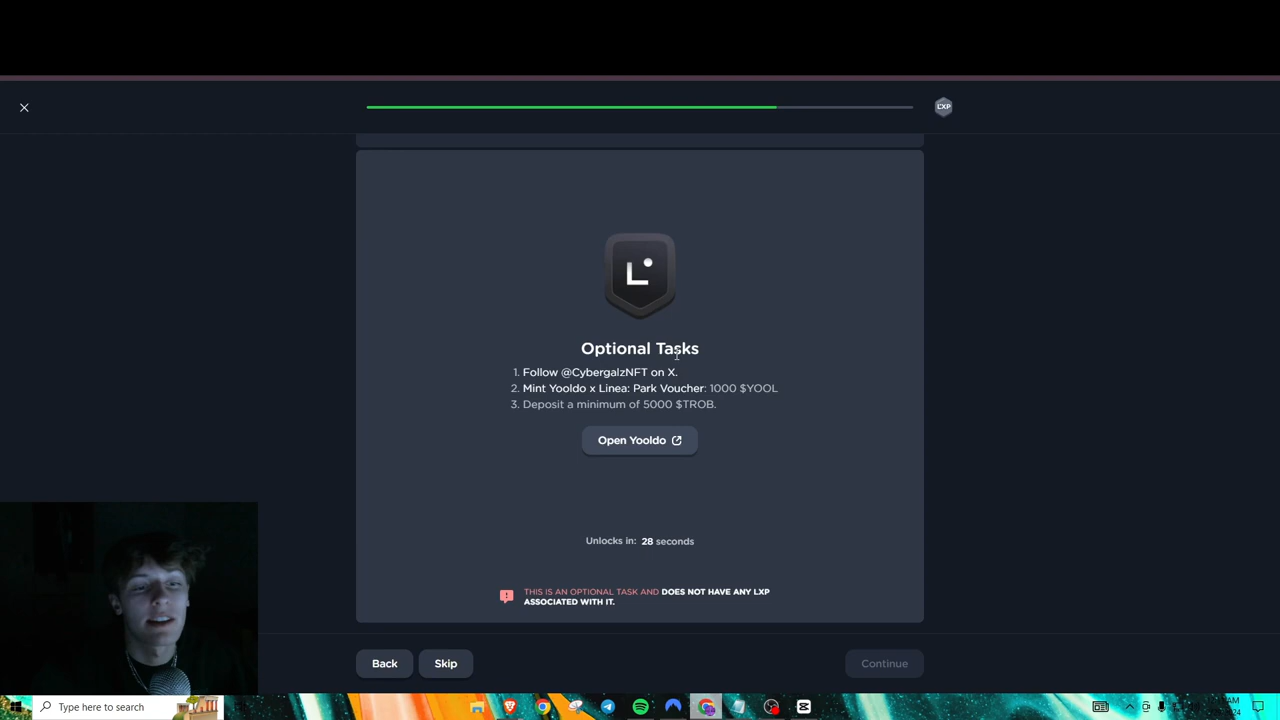 LXP
Optional Tasks
1. Follow @CybergalzNFT on X.
2. Mint Yooldo x Linea: Park Voucher: 1000 $YOOL
3. Deposit a minimum of 5000 $TROB.
Open Yooldo
Unlocks in: 28 seconds
THIS IS AN OPTIONAL TASK AND DOES NOT HAVE ANY LXP
ASSOCIATED WITH IT.
Back
Skip
Continue
Type here to search